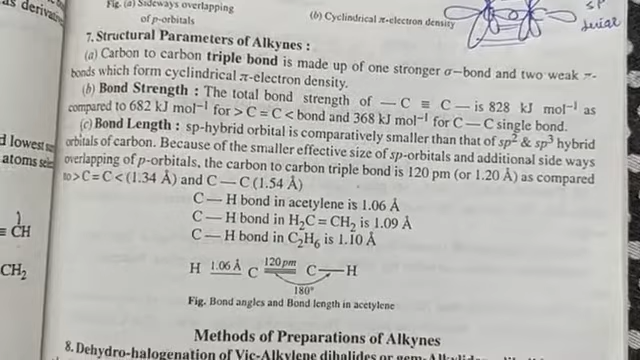 Fig. (a) Sideways overlapping
of p-orbitals
(b) Cyclindrical π-electron density
sp
7. Structural Parameters of Alkynes :
(a) Carbon to carbon triple bond is made up of one stronger σ–bond and two weak π-
bonds which form cyclindrical π-electron density.
(b) Bond Strength : The total bond strength of — C ≡ C — is 828 kJ mol⁻¹ as
compared to 682 kJ mol⁻¹ for > C = C < bond and 368 kJ mol⁻¹ for C — C single bond.
(c) Bond Length : sp-hybrid orbital is comparatively smaller than that of sp² & sp³ hybrid
orbitals of carbon. Because of the smaller effective size of sp-orbitals and additional side ways
overlapping of p-orbitals, the carbon to carbon triple bond is 120 pm (or 1.20 Å) as compared
to > C = C < (1.34 Å) and C — C (1.54 Å)
C — H bond in acetylene is 1.06 Å
C — H bond in H₂C = CH₂ is 1.09 Å
C — H bond in C₂H₆ is 1.10 Å
H 1.06 Å C 120 pm C — H
180°
Fig. Bond angles and Bond length in acetylene
Methods of Preparations of Alkynes
8. Dehydro-halogenation of Vic-Alkylene dihalides or gem-
d lowest
atoms
≡ CH
CH₂